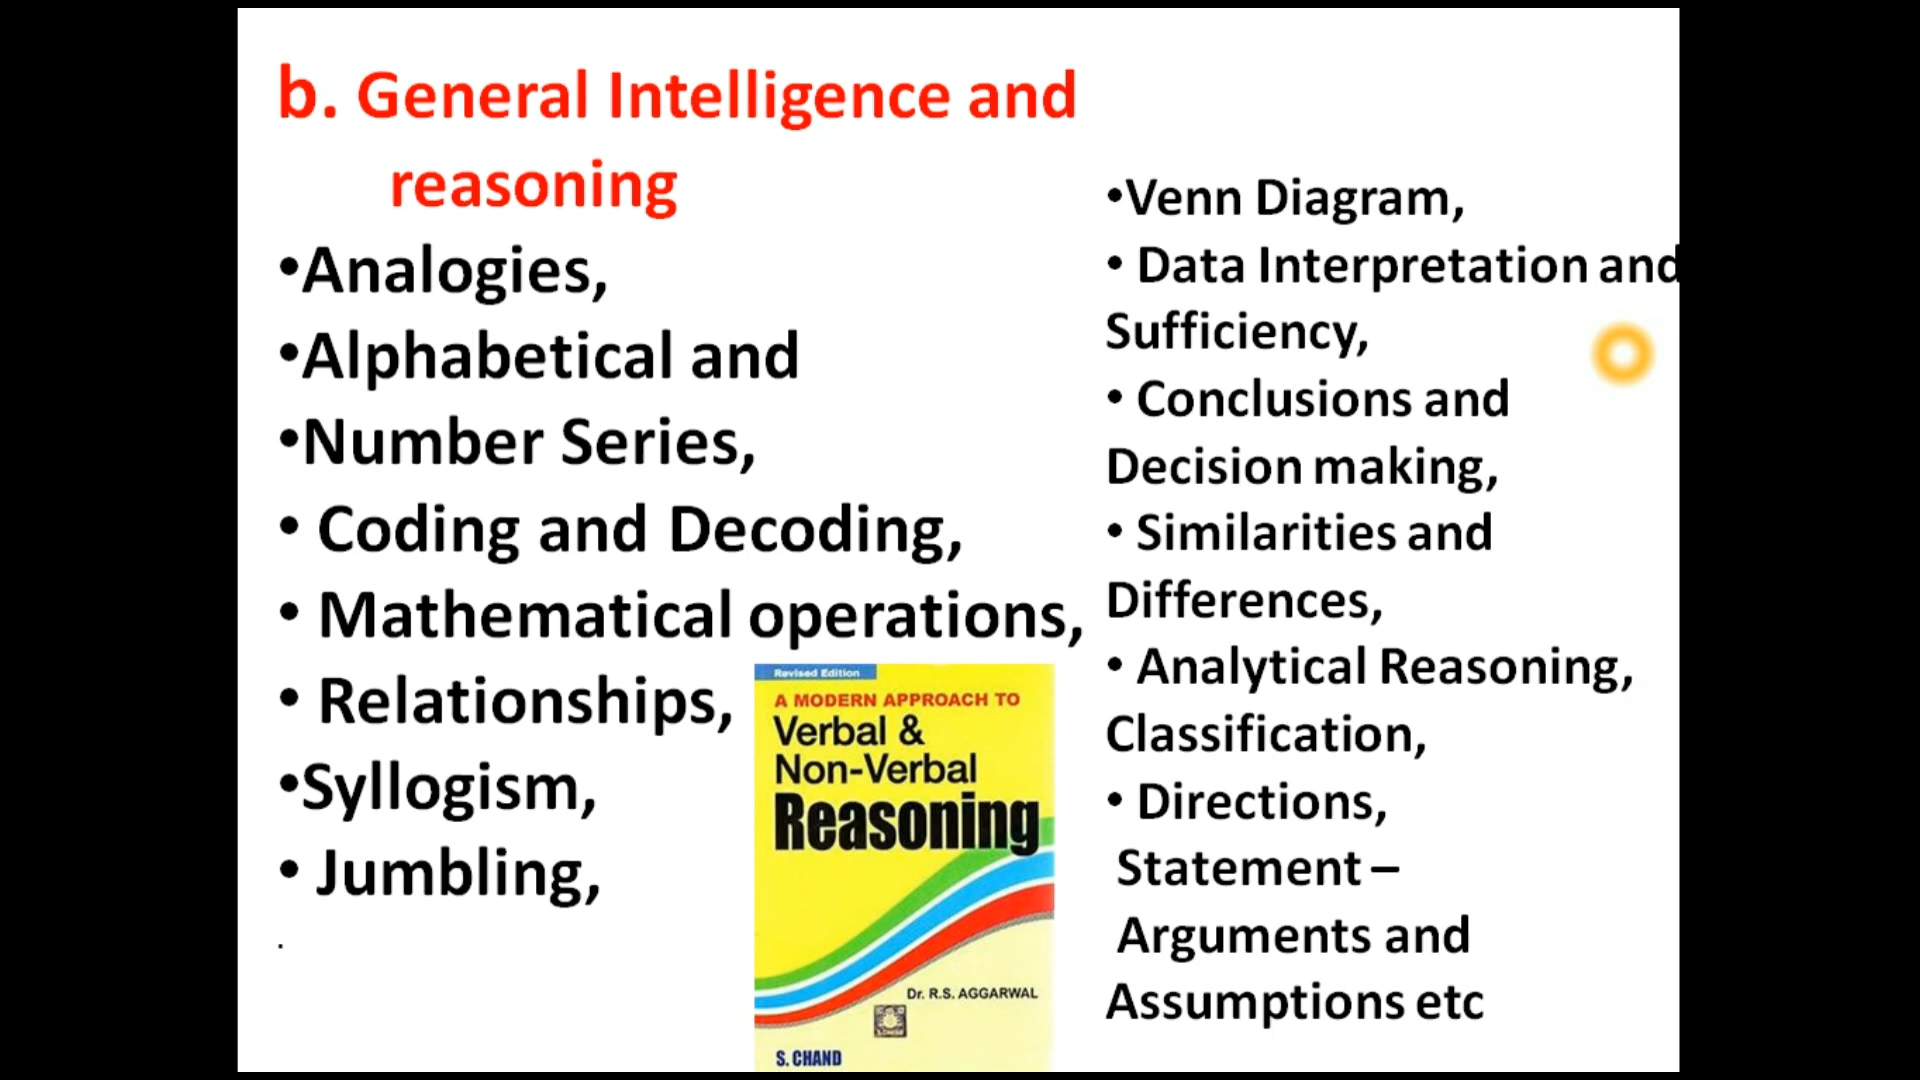 b. General Intelligence and
reasoning
•Analogies,
•Alphabetical and
•Number Series,
• Coding and Decoding,
• Mathematical operations,
• Relationships,
•Syllogism,
• Jumbling,
.
•Venn Diagram,
• Data Interpretation and
Sufficiency,
• Conclusions and
Decision making,
• Similarities and
Differences,
• Analytical Reasoning,
Classification,
• Directions,
Statement –
Arguments and
Assumptions etc
Revised Edition
A MODERN APPROACH TO
Verbal &
Non-Verbal
Reasoning
Dr. R.S. AGGARWAL
S. CHAND